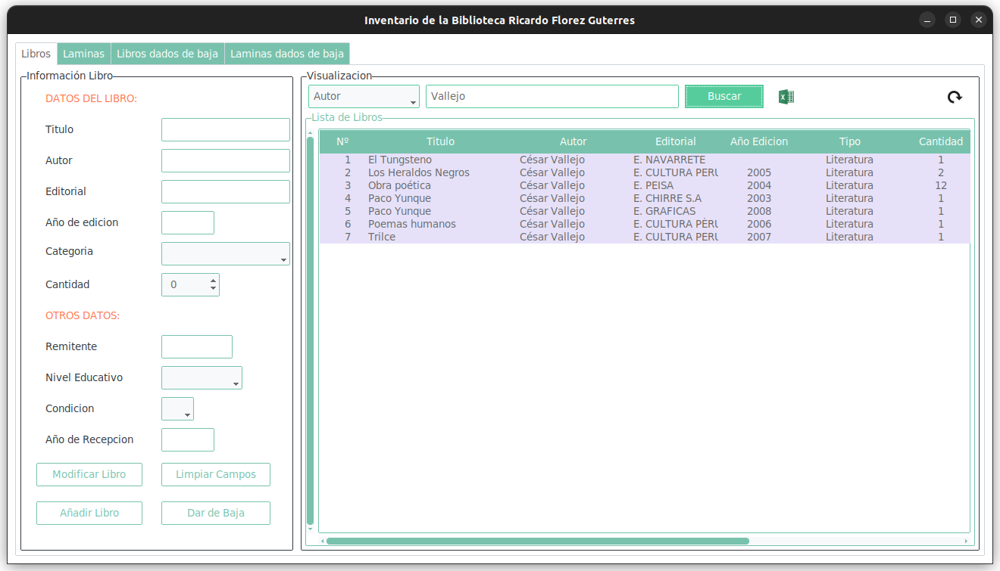 Inventario de la Biblioteca Ricardo Florez Guterres
Libros Laminas Libros dados de baja Laminas dados de baja
Información Libro
DATOS DEL LIBRO:
Titulo
Autor
Editorial
Año de edicion
Categoria
Cantidad 0
OTROS DATOS:
Remitente
Nivel Educativo
Condicion
Año de Recepcion
Modificar Libro Limpiar Campos
Añadir Libro Dar de Baja
Visualizacion
Autor Vallejo Buscar
Lista de Libros
Nº Titulo Autor Editorial Año Edicion Tipo Cantidad
1 El Tungsteno César Vallejo E. NAVARRETE Literatura 1
2 Los Heraldos Negros César Vallejo E. CULTURA PERU 2005 Literatura 2
3 Obra poética César Vallejo E. PEISA 2004 Literatura 12
4 Paco Yunque César Vallejo E. CHIRRE S.A 2003 Literatura 1
5 Paco Yunque César Vallejo E. GRAFICAS 2008 Literatura 1
6 Poemas humanos César Vallejo E. CULTURA PÈRU 2006 Literatura 1
7 Trilce César Vallejo E. CULTURA PERU 2007 Literatura 1